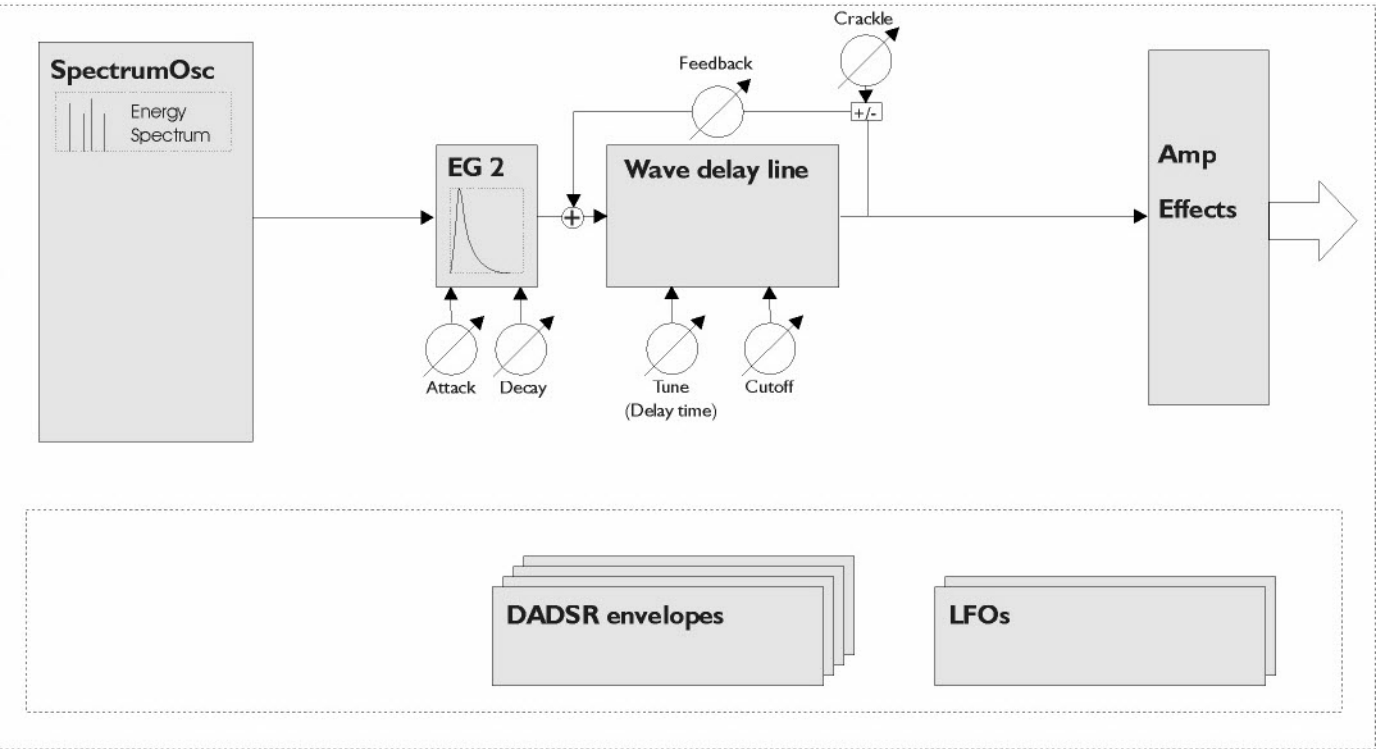 Crackle
SpectrumOsc
Energy
Spectrum
Feedback
+/-
EG 2
Wave delay line
+
Amp
Effects
Attack
Decay
Tune
(Delay time)
Cutoff
DADSR envelopes
LFOs